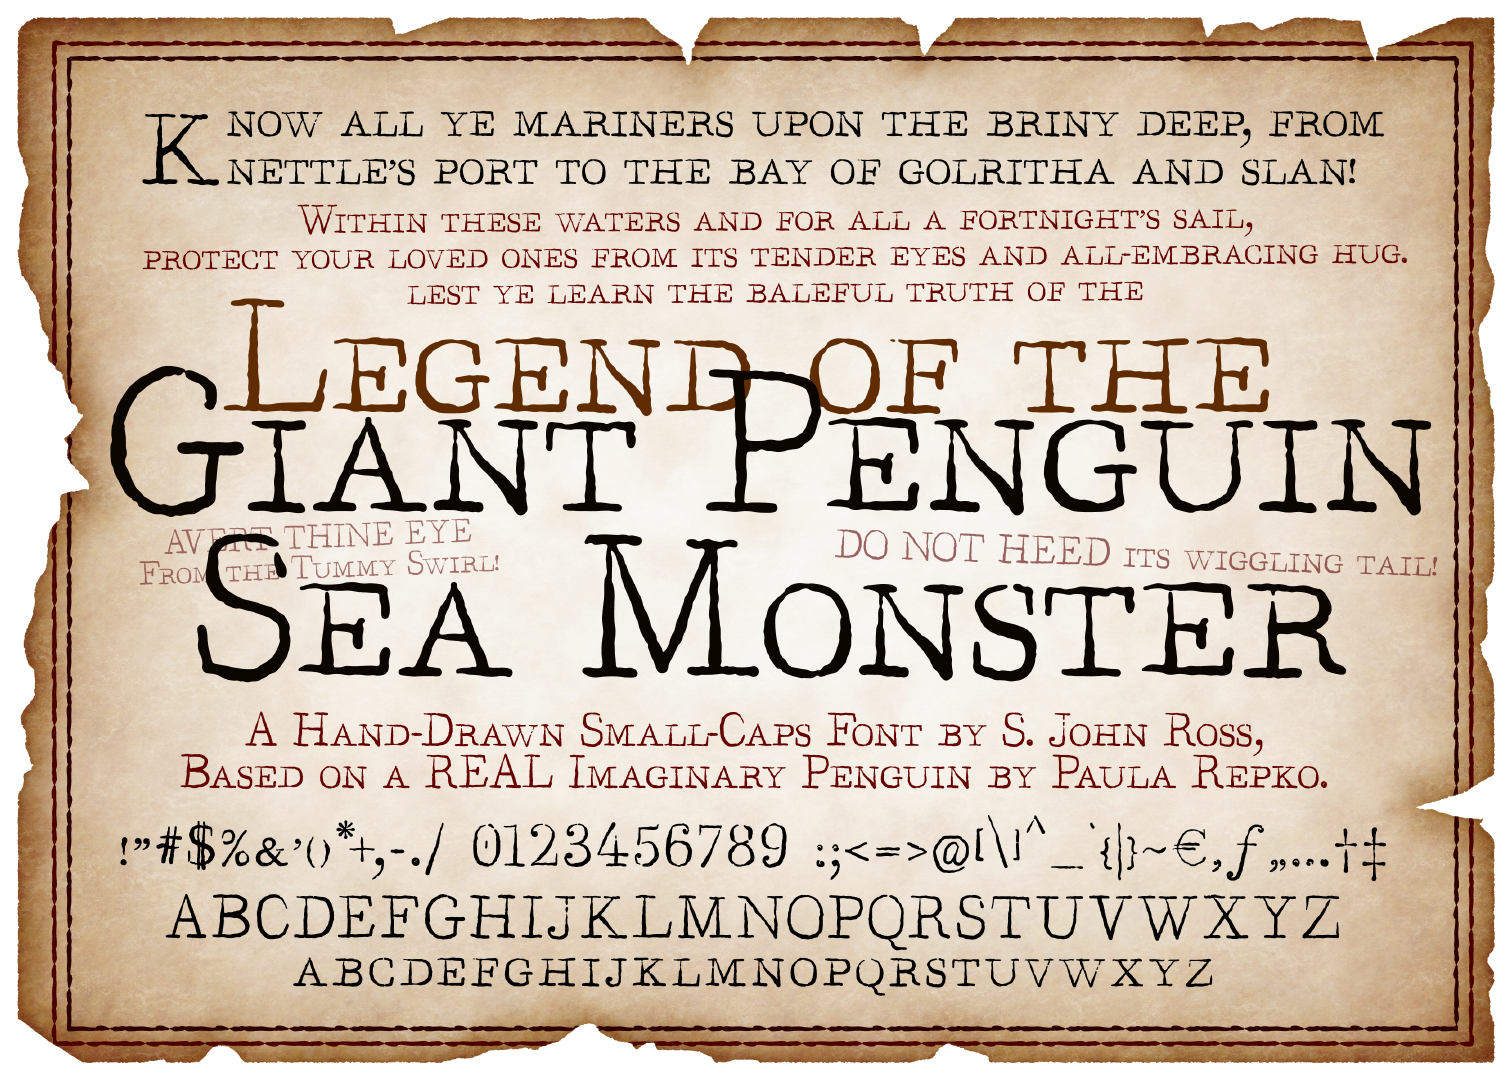 KNOW ALL YE MARINERS UPON THE BRINY DEEP, FROM
NETTLE'S PORT TO THE BAY OF GOLRITHA AND SLAN!
WITHIN THESE WATERS AND FOR ALL A FORTNIGHT'S SAIL,
PROTECT YOUR LOVED ONES FROM ITS TENDER EYES AND ALL-EMBRACING HUG.
LEST YE LEARN THE BALEFUL TRUTH OF THE
LEGEND OF THE
GIANT PENGUIN
AVERT THINE EYE
FROM THE TUMMY SWIRL!
DO NOT HEED ITS WIGGLING TAIL!
SEA MONSTER
A HAND-DRAWN SMALL-CAPS FONT BY S. JOHN ROSS,
BASED ON A REAL IMAGINARY PENGUIN BY PAULA REPKO.
!"#$%&'()*+,-./ 0123456789 :;<=>@[\]^_`{|}~€‚ƒ„…†‡
ABCDEFGHIJKLMNOPQRSTUVWXYZ
ABCDEFGHIJKLMNOPQRSTUVWXYZ